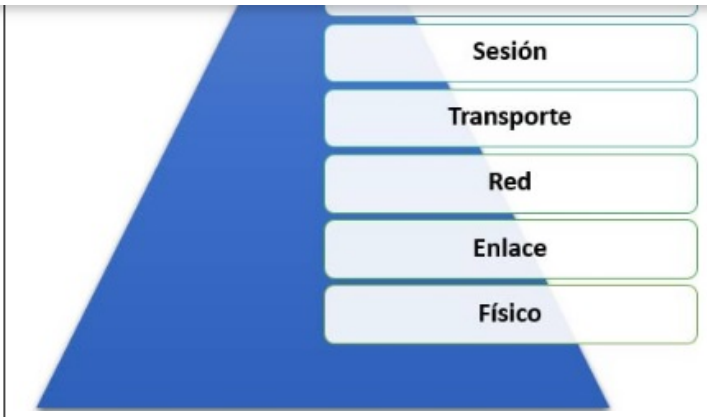 Sesión
Transporte
Red
Enlace
Físico